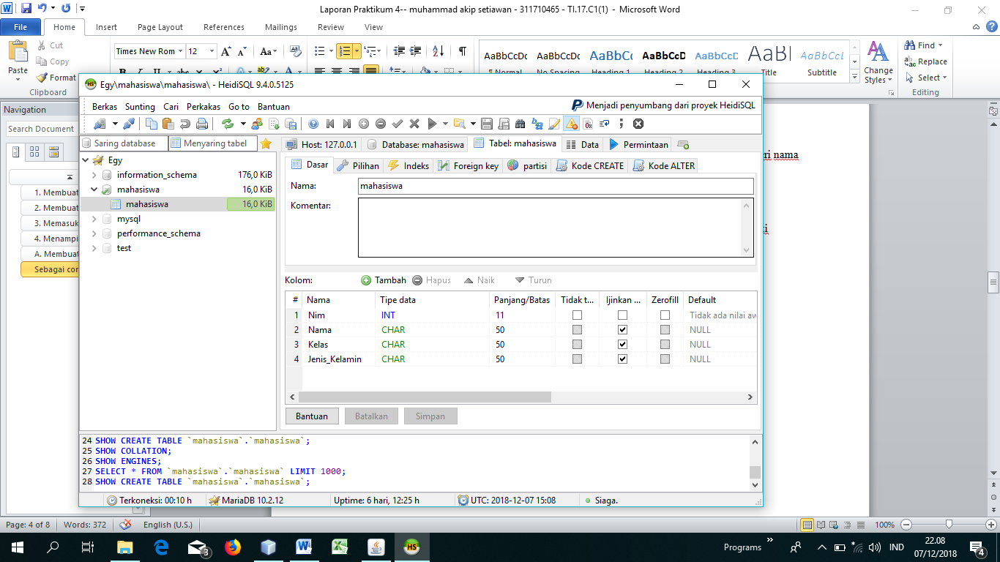 Laporan Praktikum 4-- muhammad akip setiawan - 311710465 - TI.17.C1(1) - Microsoft Word
File Home Insert Page Layout References Mailings Review View
Paste
Cut
Copy
Format
Clipboard
Times New Rom 12
AaBbCcDc AaBbCcDc AaBbC AaBbCcD AaBbCcDc AaBl AaBbCcL
Title Subtitle
Change Styles
Find
Replace
Select
Editing
Navigation
Search Document
1. Membuat
2. Membuat
3. Memasuk
4. Menampi
A. Membuat
Sebagai con
ri nama
ti
Egy\mahasiswa\mahasiswa\ - HeidiSQL 9.4.0.5125
Berkas Sunting Cari Perkakas Go to Bantuan
Menjadi penyumbang dari proyek HeidiSQL
Saring database Menyaring tabel
Egy
information_schema 176,0 KiB
mahasiswa 16,0 KiB
mahasiswa 16,0 KiB
mysql
performance_schema
test
Host: 127.0.0.1 Database: mahasiswa Tabel: mahasiswa Data Permintaan
Dasar Pilihan Indeks Foreign key partisi Kode CREATE Kode ALTER
Nama: mahasiswa
Komentar:
Kolom: Tambah Hapus Naik Turun
# Nama Tipe data Panjang/Batas Tidak t... Ijinkan ... Zerofill Default
1 Nim INT 11 Tidak ada nilai aw
2 Nama CHAR 50 NULL
3 Kelas CHAR 50 NULL
4 Jenis_Kelamin CHAR 50 NULL
Bantuan Batalkan Simpan
24 SHOW CREATE TABLE `mahasiswa`.`mahasiswa`;
25 SHOW COLLATION;
26 SHOW ENGINES;
27 SELECT * FROM `mahasiswa`.`mahasiswa` LIMIT 1000;
28 SHOW CREATE TABLE `mahasiswa`.`mahasiswa`;
Terkoneksi: 00:10 h MariaDB 10.2.12 Uptime: 6 hari, 12:25 h UTC: 2018-12-07 15:08 Siaga.
Page: 4 of 8 Words: 372 English (U.S.) 100%
Programs IND 22.08
07/12/2018